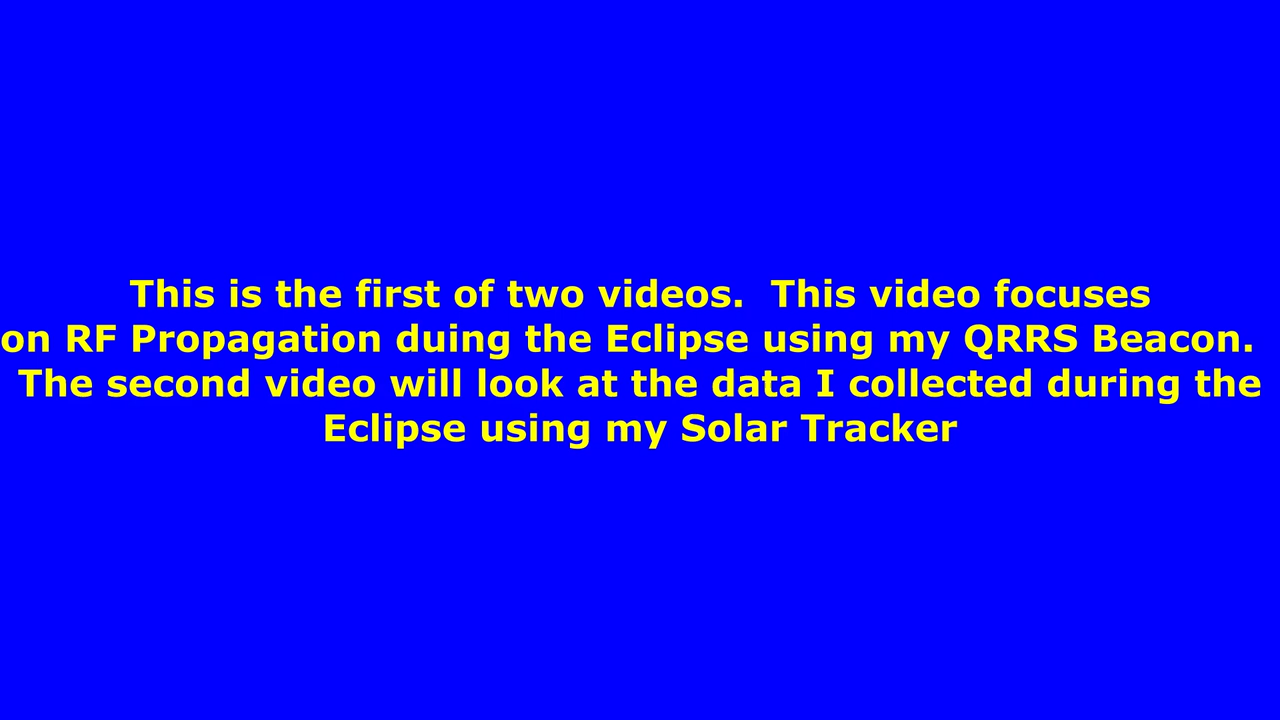 This is the first of two videos.  This video focuses
on RF Propagation duing the Eclipse using my QRRS Beacon.
The second video will look at the data I collected during the
Eclipse using my Solar Tracker